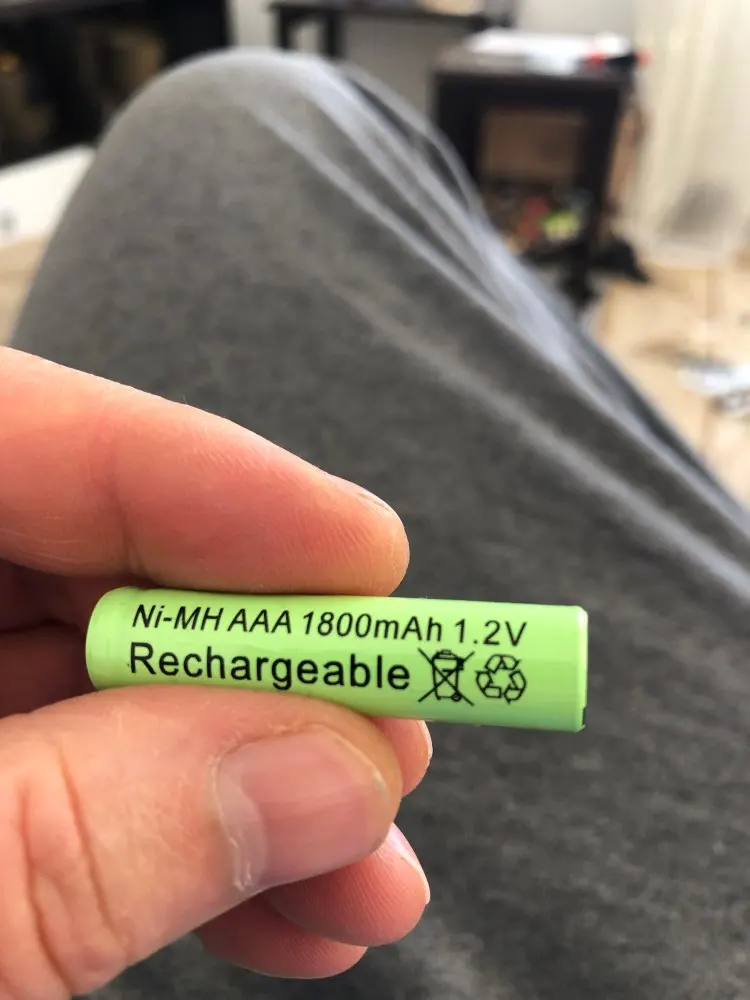 Ni-MH AAA 1800mAh 1.2V
Rechargeable